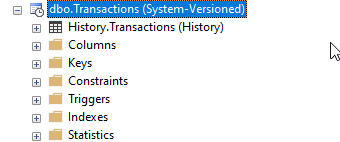 dbo.Transactions (System-Versioned)
History.Transactions (History)
Columns
Keys
Constraints
Triggers
Indexes
Statistics